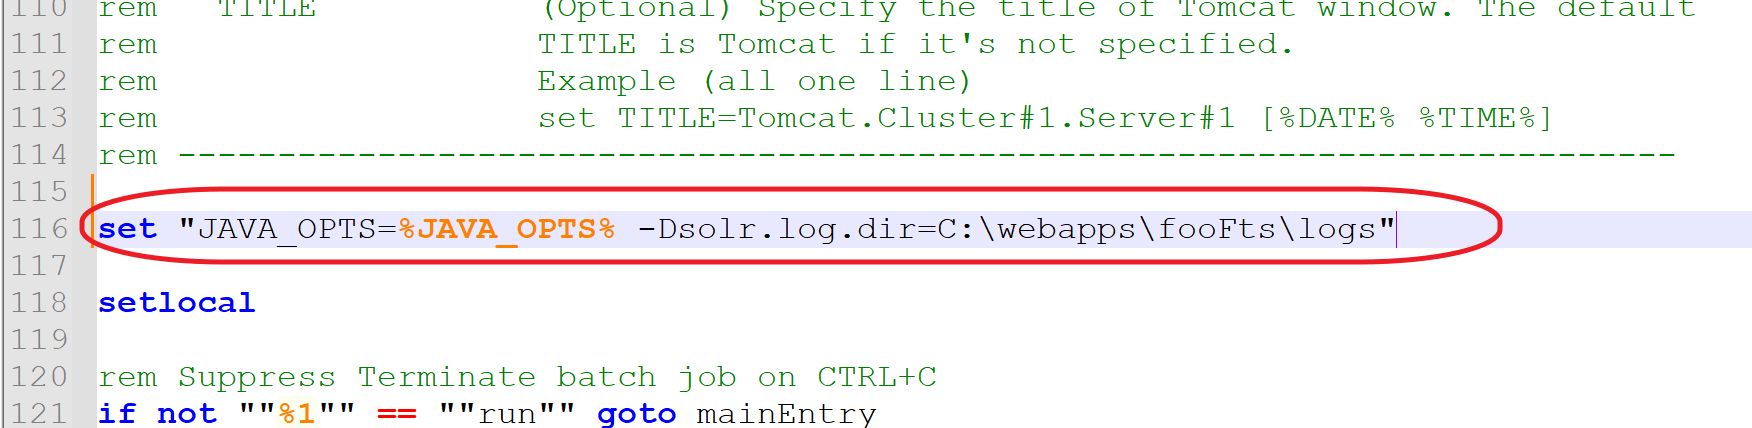 110 rem   TITLE           (Optional) Specify the title of Tomcat window. The default
111 rem                   TITLE is Tomcat if it's not specified.
112 rem                   Example (all one line)
113 rem                   set TITLE=Tomcat.Cluster#1.Server#1 [%DATE% %TIME%]
114 rem ---------------------------------------------------------------------------
115
116 set "JAVA_OPTS=%JAVA_OPTS% -Dsolr.log.dir=C:\webapps\fooFts\logs"
117
118 setlocal
119
120 rem Suppress Terminate batch job on CTRL+C
121 if not ""%1"" == ""run"" goto mainEntry